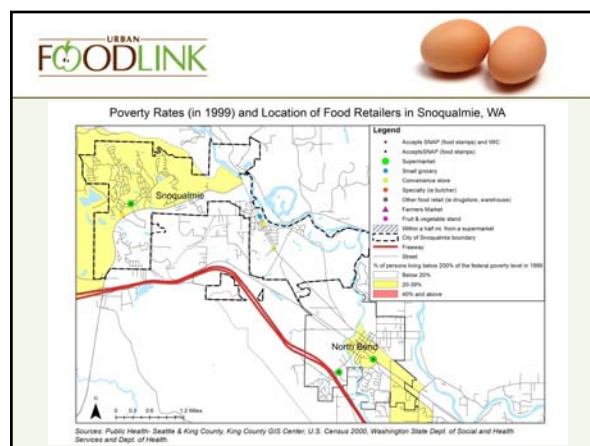 URBAN
FOODLINK
Poverty Rates (in 1999) and Location of Food Retailers in Snoqualmie, WA
Legend
Accepts SNAP (food stamps) and WIC
AcceptsSNAP (food stamps)
Supermarket
Small grocery
Convenience store
Specialty (ie butcher)
Other food retail (ie drugstore, warehouse)
Farmers Market
Fruit & vegetable stand
Within a half mi. from a supermarket
City of Snoqualmie boundary
Freeway
Street
% of persons living below 200% of the federal poverty level in 1999
Below 20%
20-39%
40% and above
Snoqualmie
North Bend
N
0 0.3 0.6 1.2 Miles
Sources: Public Health- Seattle & King County, King County GIS Center, U.S. Census 2000, Washington State Dept. of Social and Health
Services and Dept. of Health.